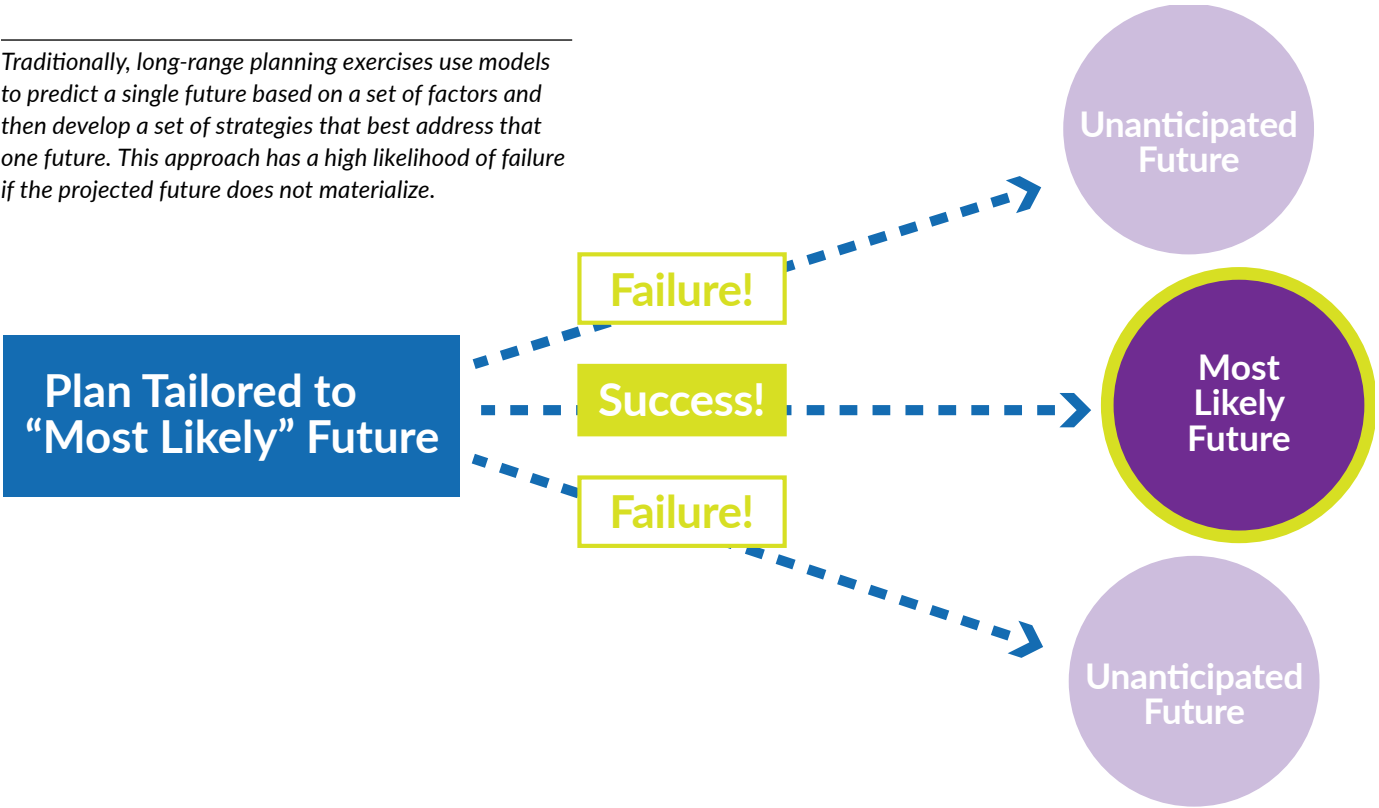 Traditionally, long-range planning exercises use models
to predict a single future based on a set of factors and
then develop a set of strategies that best address that
one future. This approach has a high likelihood of failure
if the projected future does not materialize.
Unanticipated
Future
Failure!
Plan Tailored to
“Most Likely” Future
Success!
Most
Likely
Future
Failure!
Unanticipated
Future